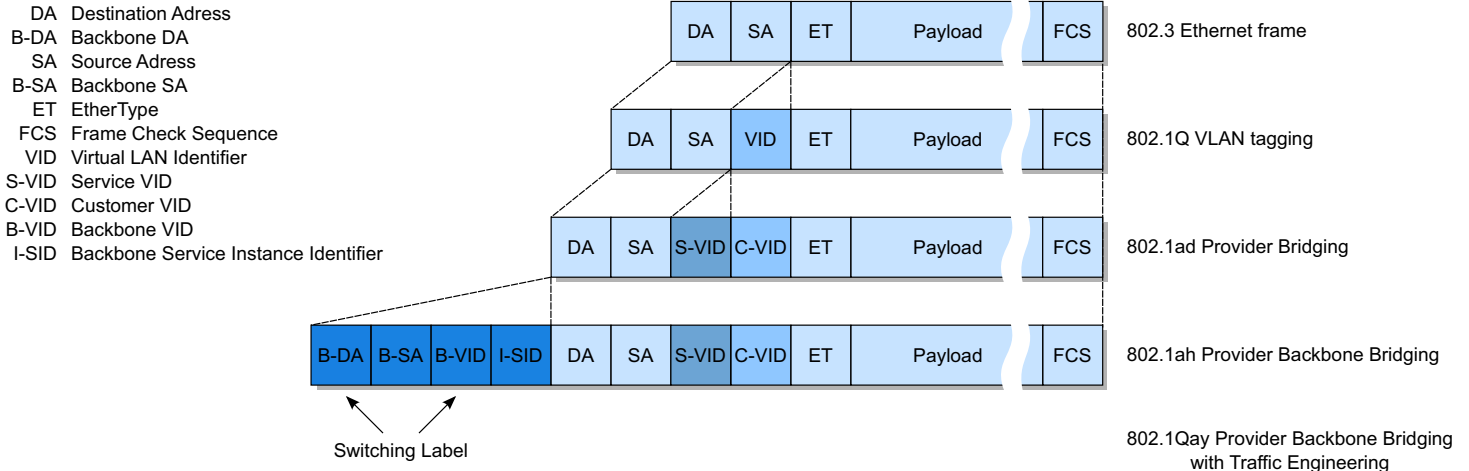 DA Destination Adress
B-DA Backbone DA
SA Source Adress
B-SA Backbone SA
ET EtherType
FCS Frame Check Sequence
VID Virtual LAN Identifier
S-VID Service VID
C-VID Customer VID
B-VID Backbone VID
I-SID Backbone Service Instance Identifier
DA SA ET Payload FCS 802.3 Ethernet frame
DA SA VID ET Payload FCS 802.1Q VLAN tagging
DA SA S-VID C-VID ET Payload FCS 802.1ad Provider Bridging
B-DA B-SA B-VID I-SID DA SA S-VID C-VID ET Payload FCS 802.1ah Provider Backbone Bridging
Switching Label
802.1Qay Provider Backbone Bridging
with Traffic Engineering